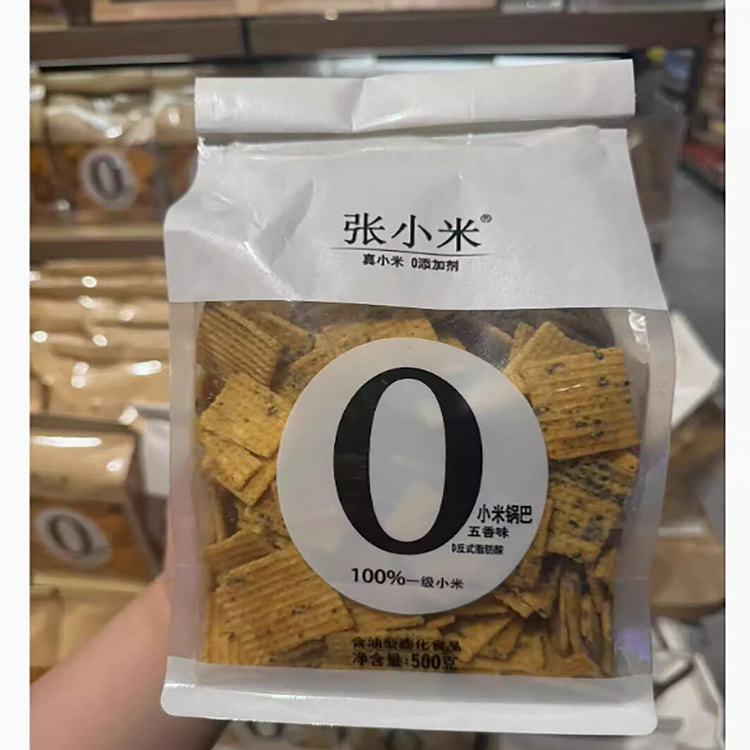 张小米®
真小米 0添加剂
0
小米锅巴
五香味
0反式脂肪酸
100%一级小米
含油型膨化食品
净含量:500克
0
0